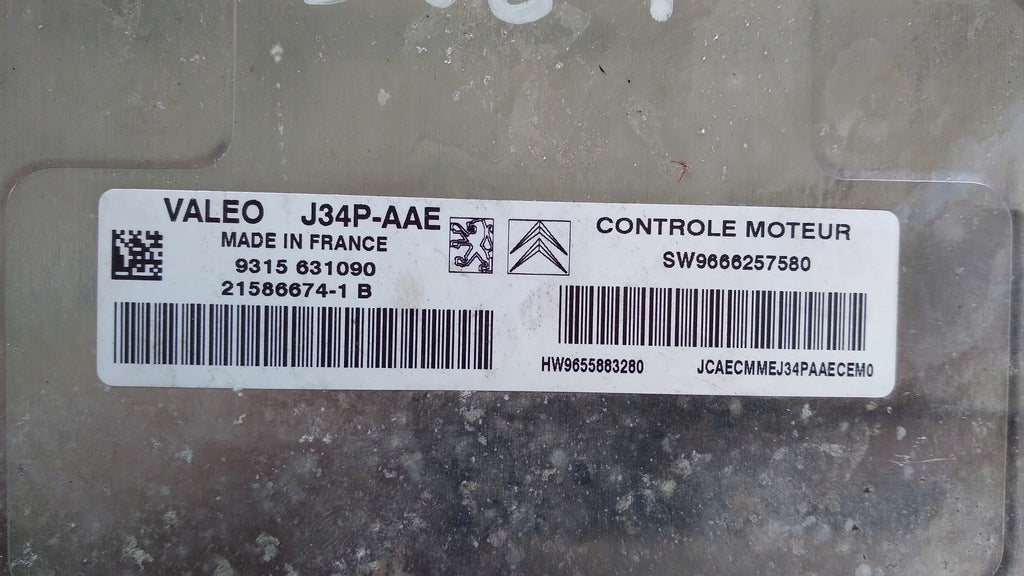 VALEO J34P-AAE
MADE IN FRANCE
9315 631090
21586674-1 B
CONTROLE MOTEUR
SW9666257580
HW9655883280 JCAECMMEJ34PAAECEM0